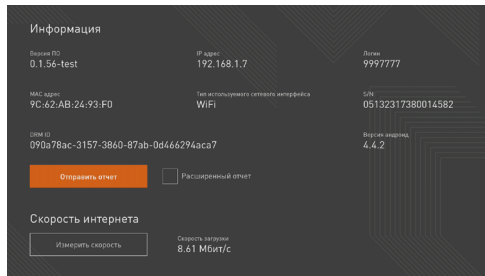 Информация
Версия ПО
IP адрес
Логин
0.1.56-test
192.168.1.7
9997777
MAC адрес
Тип используемого сетевого интерфейса
S/N
9C:62:AB:24:93:F0
WiFi
05132317380014582
DRM ID
Версия андроид
090a78ac-3157-3860-87ab-0d466294aca7
4.4.2
Отправить отчет
Расширенный отчет
Скорость интернета
Измерить скорость
Скорость загрузки
8.61 Мбит/с